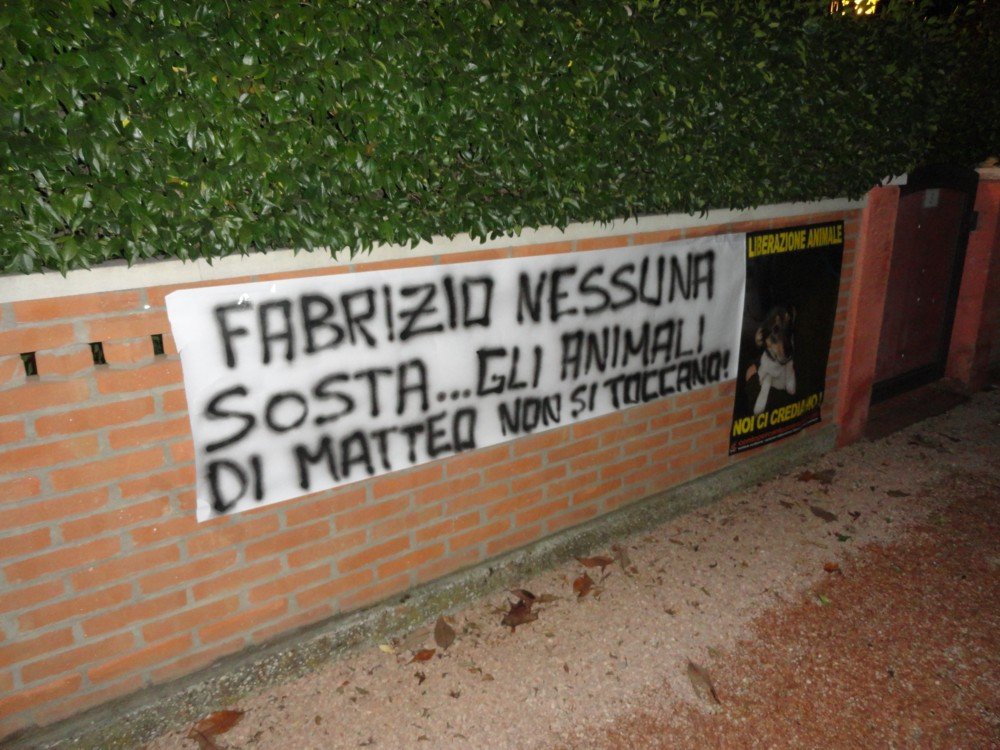 FABRIZIO NESSUNA
SOSTA...GLI ANIMALI
DI MATTEO NON SI TOCCANO!
LIBERAZIONE ANIMALE
NOI CI CREDIAMO!